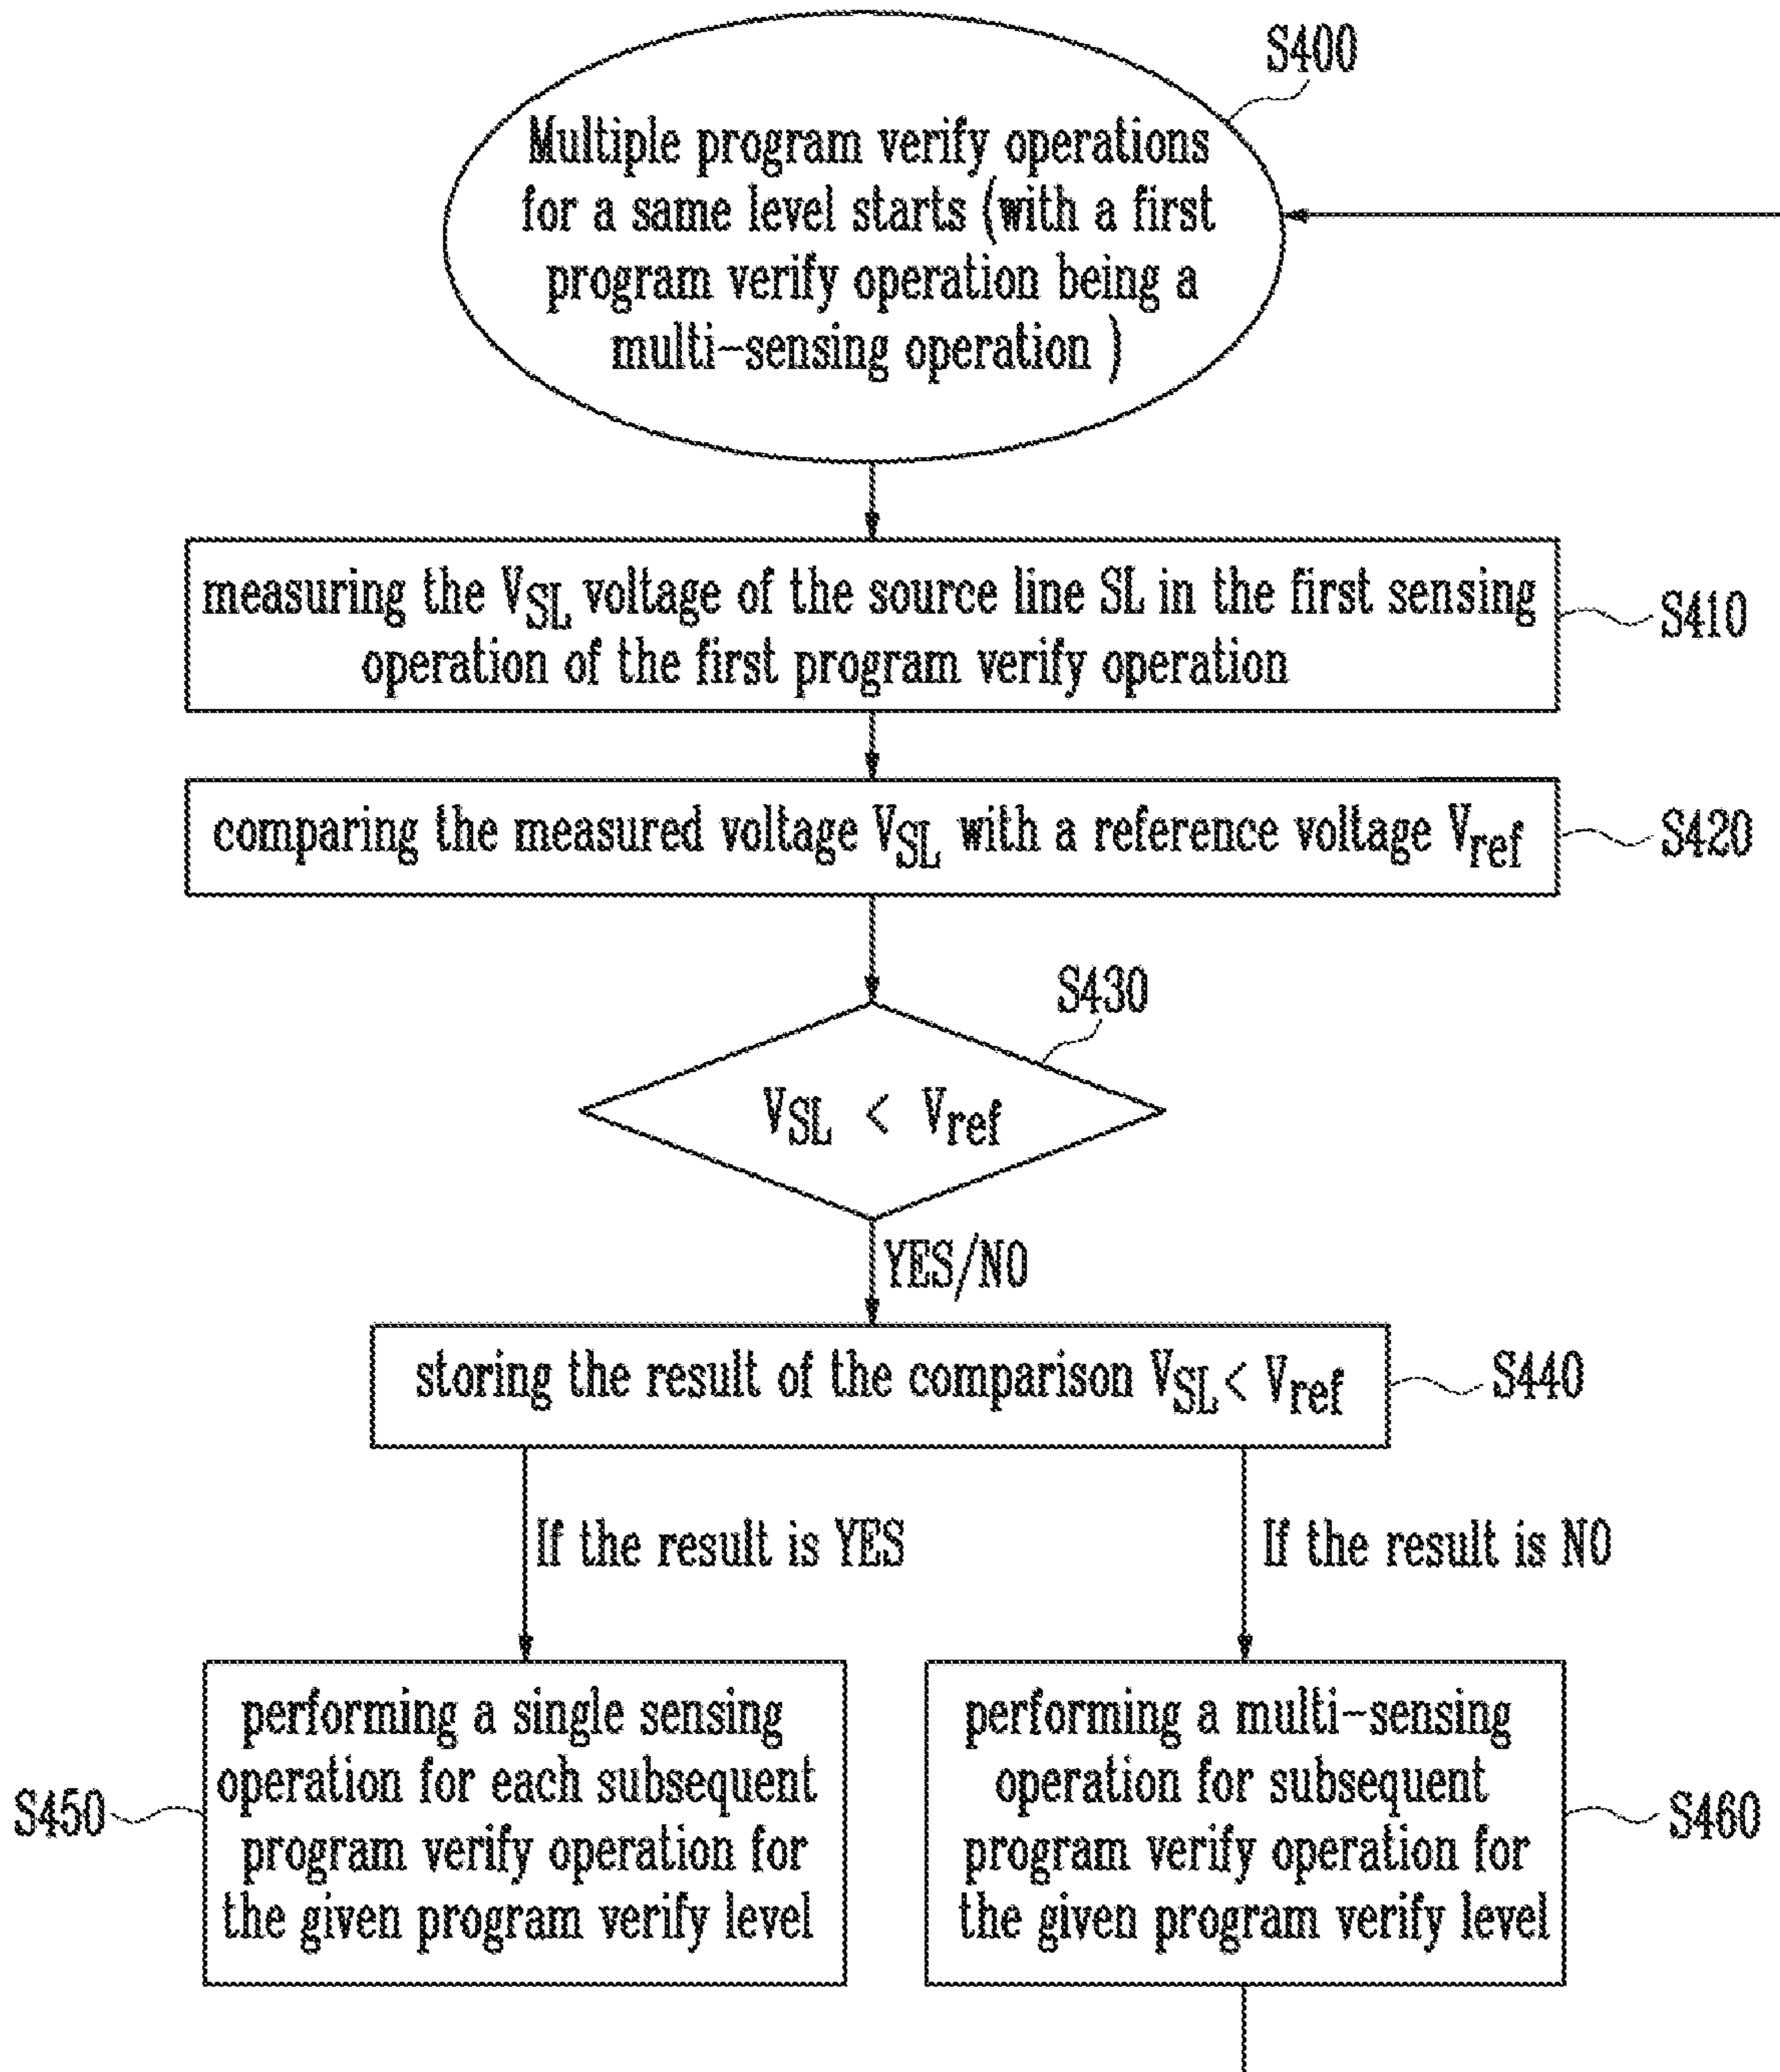 S400
Multiple program verify operations
for a same level starts (with a first
program verify operation being a
multi-sensing operation )
measuring the VSL voltage of the source line SL in the first sensing
operation of the first program verify operation
S410
comparing the measured voltage VSL with a reference voltage Vref
S420
S430
VSL < Vref
YES/NO
storing the result of the comparison VSL< Vref
S440
If the result is YES
If the result is NO
performing a single sensing
operation for each subsequent
program verify operation for
the given program verify level
S450
performing a multi-sensing
operation for subsequent
program verify operation for
the given program verify level
S460